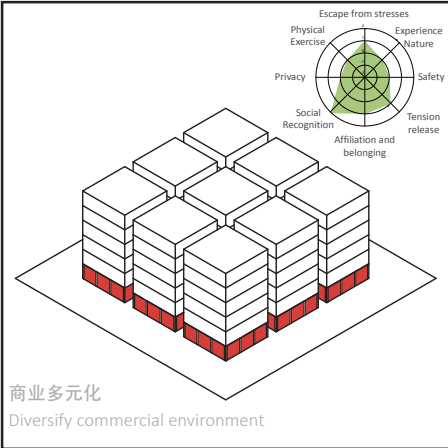 Escape from stresses
Physical
Exercise
Experience
Nature
Privacy
Safety
Social
Recognition
Tension
release
Affiliation and
belonging
商业多元化
Diversify commercial environment